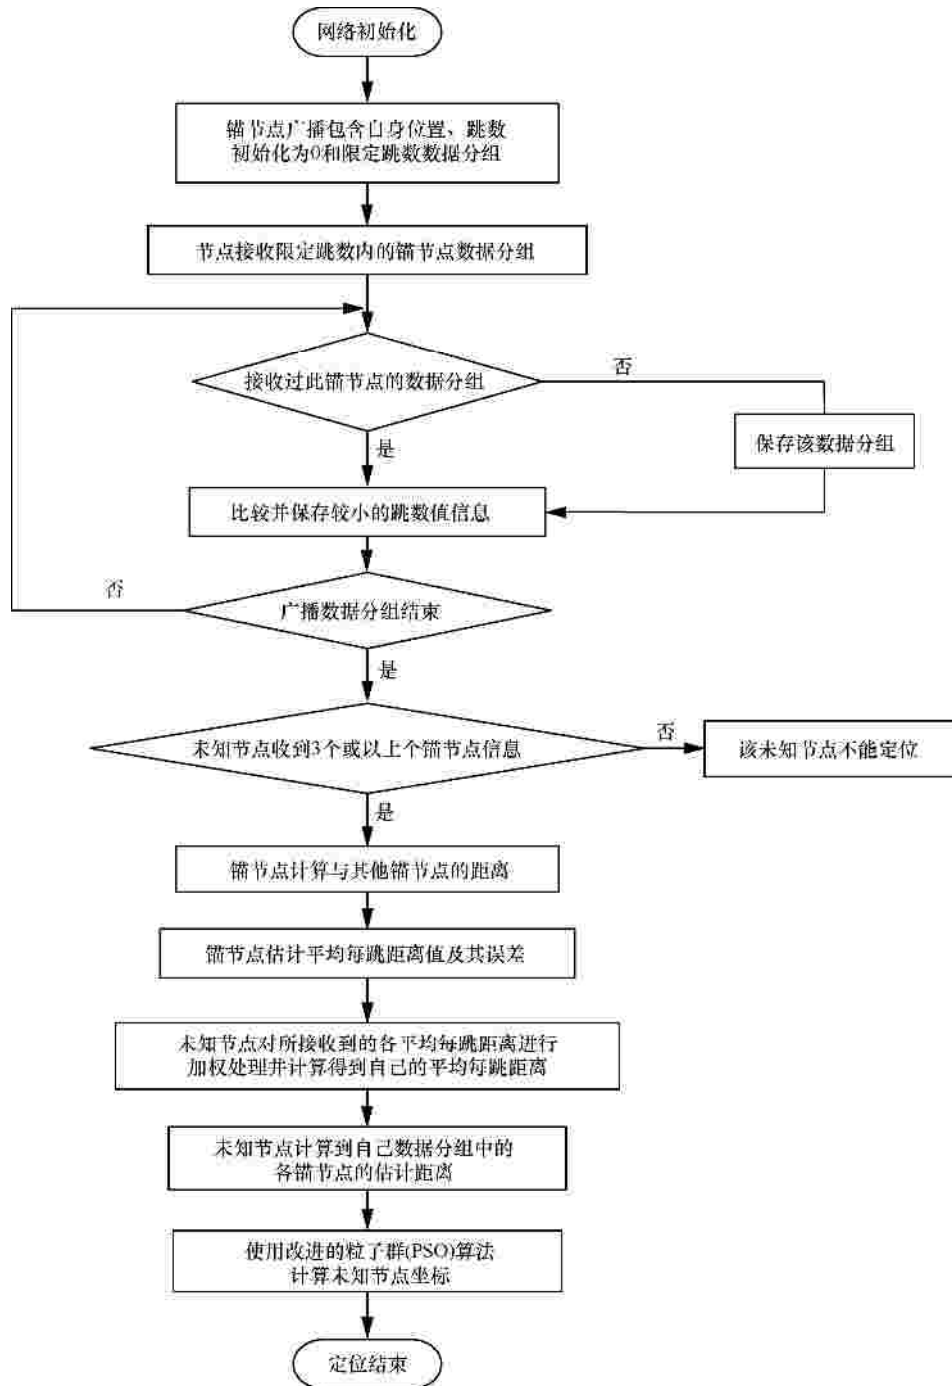 网络初始化
锚节点广播包含自身位置、跳数
初始化为0和限定跳数数据分组
节点接收限定跳数内的锚节点数据分组
接收过此锚节点的数据分组
否
保存该数据分组
是
比较并保存较小的跳数值信息
否
广播数据分组结束
是
未知节点收到3个或以上个锚节点信息
否
该未知节点不能定位
是
锚节点计算与其他锚节点的距离
锚节点估计平均每跳距离值及其误差
未知节点对所接收到的各平均每跳距离进行
加权处理并计算得到自己的平均每跳距离
未知节点计算到自己数据分组中的
各锚节点的估计距离
使用改进的粒子群(PSO)算法
计算未知节点坐标
定位结束